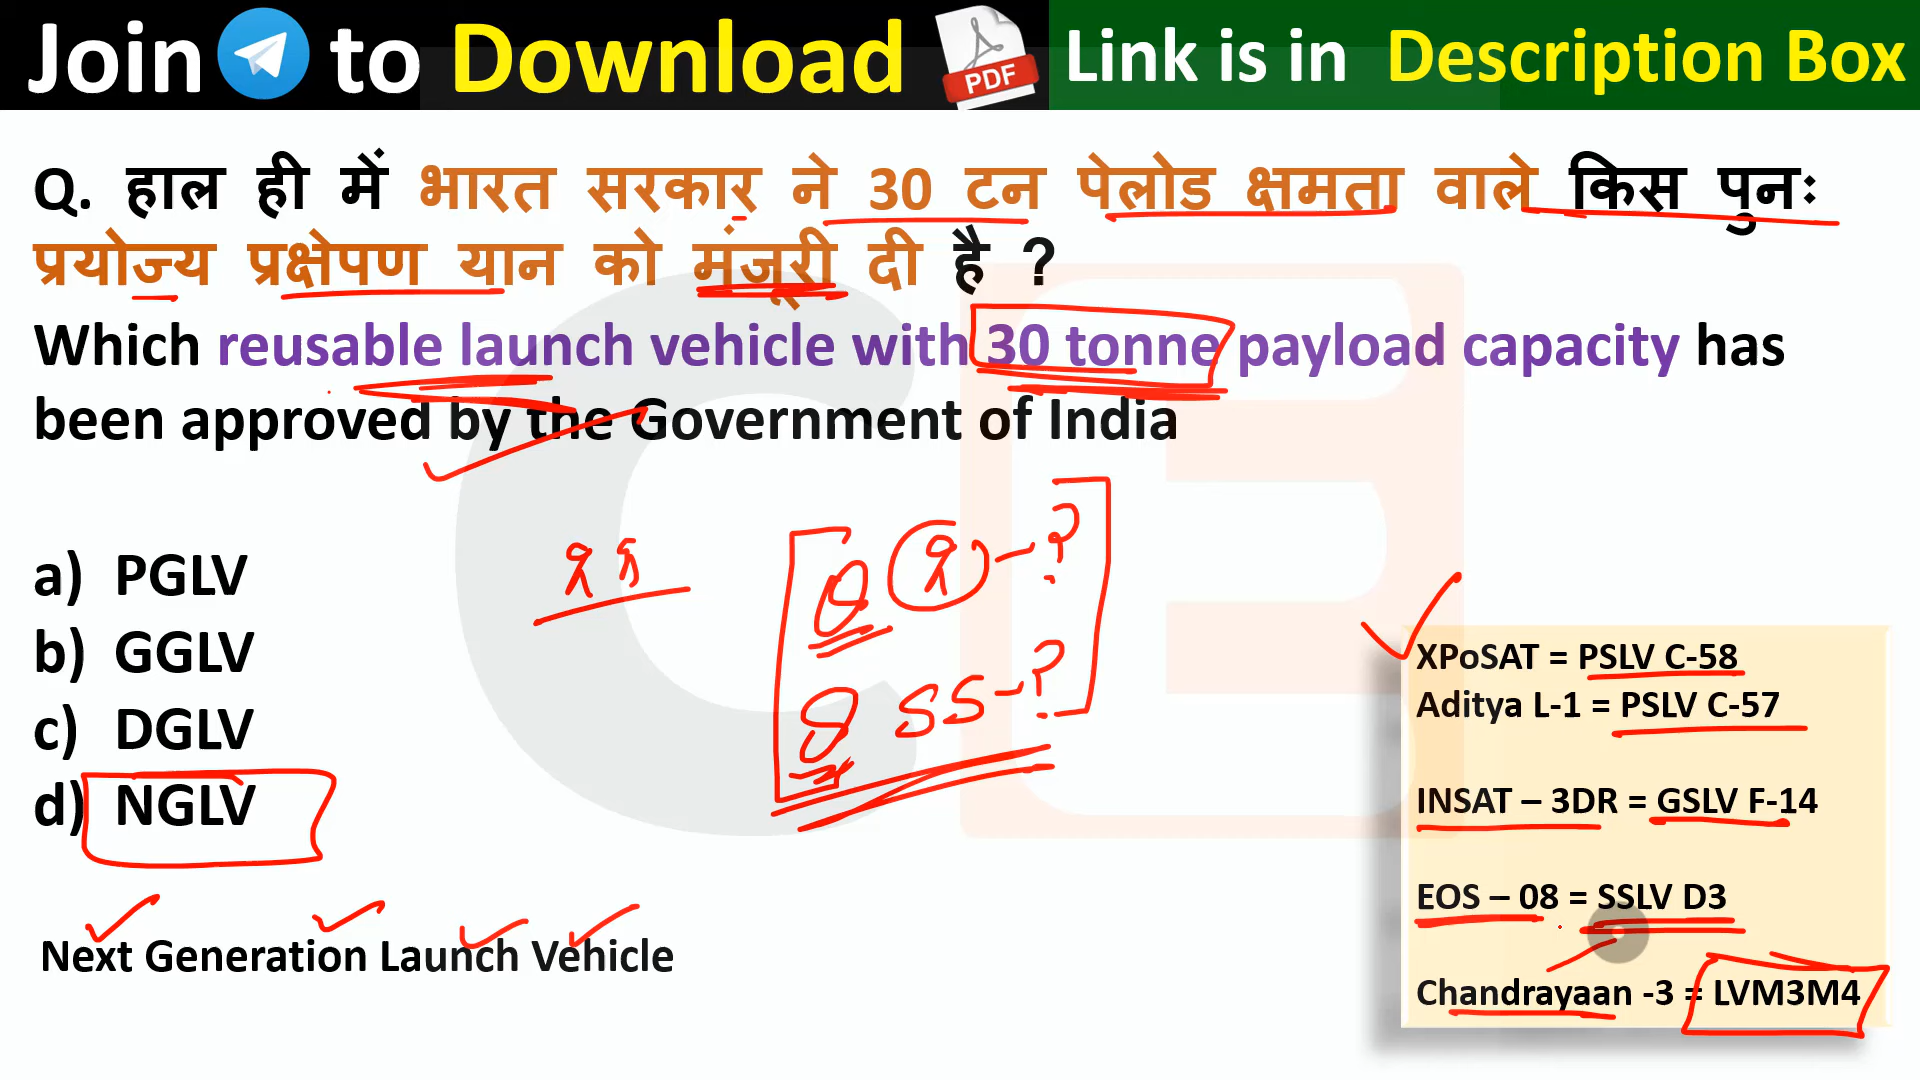 Join to Download PDF Link is in Description Box
Q. हाल ही में भारत सरकार ने 30 टन पेलोड क्षमता वाले किस पुनः
प्रयोज्य प्रक्षेपण यान को मंजूरी दी है ?
Which reusable launch vehicle with 30 tonne payload capacity has
been approved by the Government of India
a) PGLV
b) GGLV
c) DGLV
d) NGLV
Next Generation Launch Vehicle
XPoSAT = PSLV C-58
Aditya L-1 = PSLV C-57
INSAT – 3DR = GSLV F-14
EOS – 08 = SSLV D3
Chandrayaan -3 = LVM3M4
CE